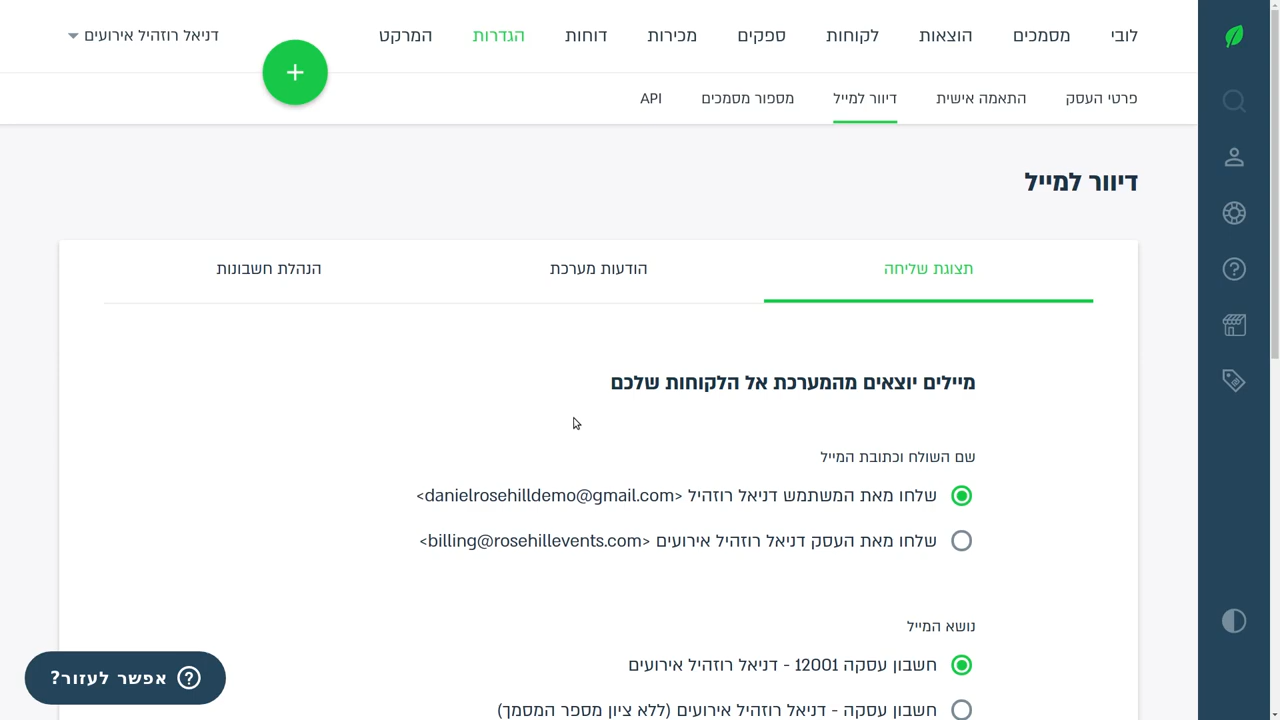 לובי
מסמכים
הוצאות
לקוחות
ספקים
מכירות
דוחות
הגדרות
המרקט
דניאל רוזהיל אירועים
פרטי העסק
התאמה אישית
דיוור למייל
מספור מסמכים
API
דיוור למייל
תצוגת שליחה
הודעות מערכת
הנהלת חשבונות
מיילים יוצאים מהמערכת אל הלקוחות שלכם
שם השולח וכתובת המייל
שלחו מאת המשתמש דניאל רוזהיל <danielrosehilldemo@gmail.com>
שלחו מאת העסק דניאל רוזהיל אירועים <billing@rosehillevents.com>
נושא המייל
חשבון עסקה 12001 - דניאל רוזהיל אירועים
חשבון עסקה - דניאל רוזהיל אירועים (ללא ציון מספר המסמך)
אפשר לעזור?